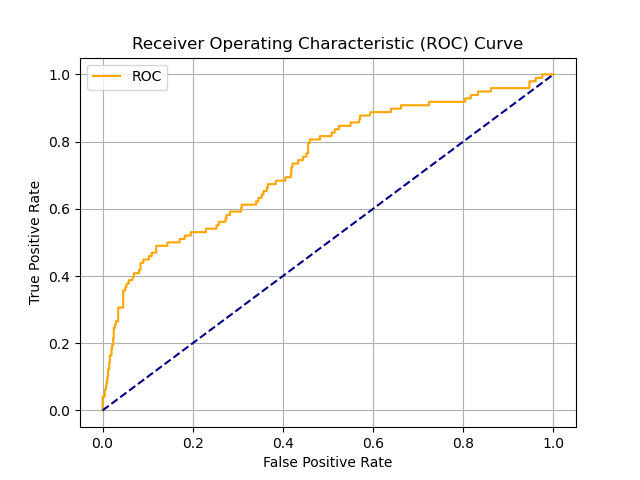 Receiver Operating Characteristic (ROC) Curve
ROC
True Positive Rate
1.0
0.8
0.6
0.4
0.2
0.0
0.0 0.2 0.4 0.6 0.8 1.0
False Positive Rate